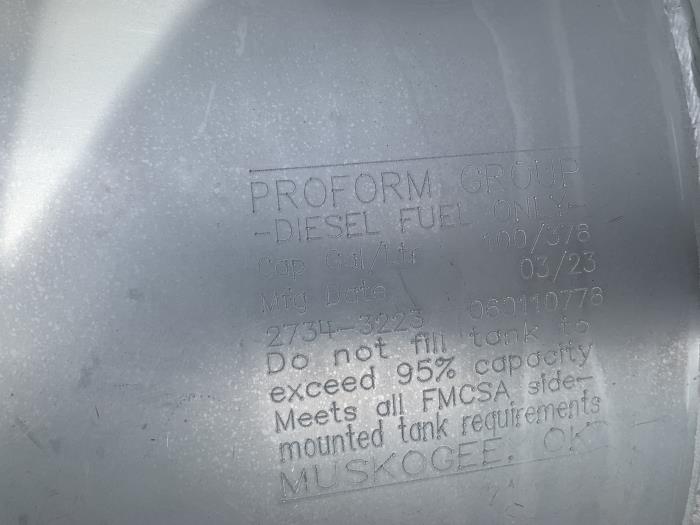 PROFORM GROUP
-DIESEL FUEL ONLY-
Cap Gal/Ltr 100/378
Mfg Date 03/23
2734-3223 060110778
Do not fill tank to
exceed 95% capacity
Meets all FMCSA side-
mounted tank requirements
MUSKOGEE, OK